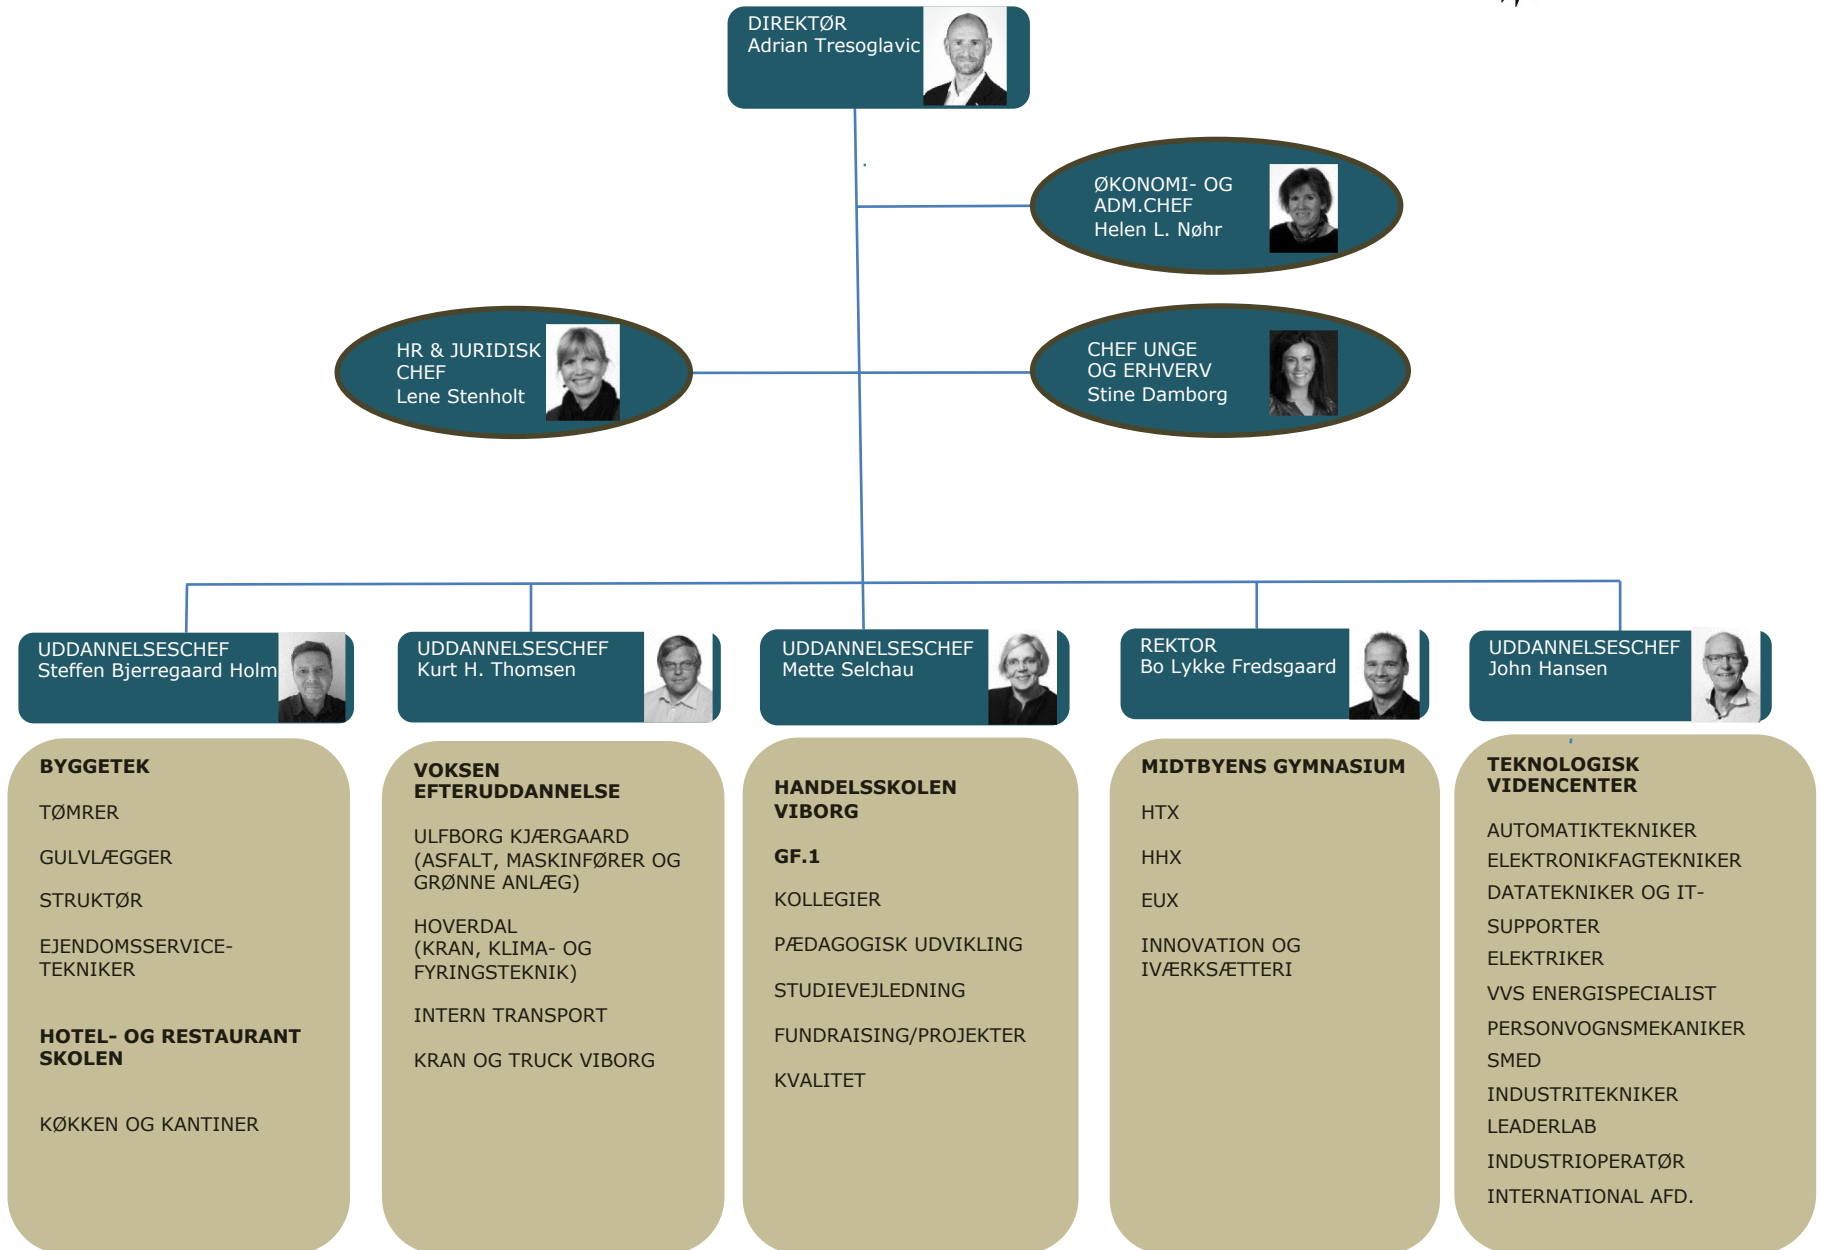 DIREKTØR
Adrian Tresoglavic
ØKONOMI- OG
ADM.CHEF
Helen L. Nøhr
HR & JURIDISK
CHEF
Lene Stenholt
CHEF UNGE
OG ERHVERV
Stine Damborg
UDDANNELSESCHEF
Steffen Bjerregaard Holm
UDDANNELSESCHEF
Kurt H. Thomsen
UDDANNELSESCHEF
Mette Selchau
REKTOR
Bo Lykke Fredsgaard
UDDANNELSESCHEF
John Hansen
BYGGETEK
TØMRER
GULVLÆGGER
STRUKTØR
EJENDOMSSERVICE-
TEKNIKER
HOTEL- OG RESTAURANT
SKOLEN
KØKKEN OG KANTINER
VOKSEN
EFTERUDDANNELSE
ULFBORG KJÆRGAARD
(ASFALT, MASKINFØRER OG
GRØNNE ANLÆG)
HOVERDAL
(KRAN, KLIMA- OG
FYRINGSTEKNIK)
INTERN TRANSPORT
KRAN OG TRUCK VIBORG
HANDELSSKOLEN
VIBORG
GF.1
KOLLEGIER
PÆDAGOGISK UDVIKLING
STUDIEVEJLEDNING
FUNDRAISING/PROJEKTER
KVALITET
MIDTBYENS GYMNASIUM
HTX
HHX
EUX
INNOVATION OG
IVÆRKSÆTTERI
TEKNOLOGISK
VIDENCENTER
AUTOMATIKTEKNIKER
ELEKTRONIKFAGTEKNIKER
DATATEKNIKER OG IT-
SUPPORTER
ELEKTRIKER
VVS ENERGISPECIALIST
PERSONVOGNSMEKANIKER
SMED
INDUSTRITEKNIKER
LEADERLAB
INDUSTRIOPERATØR
INTERNATIONAL AFD.